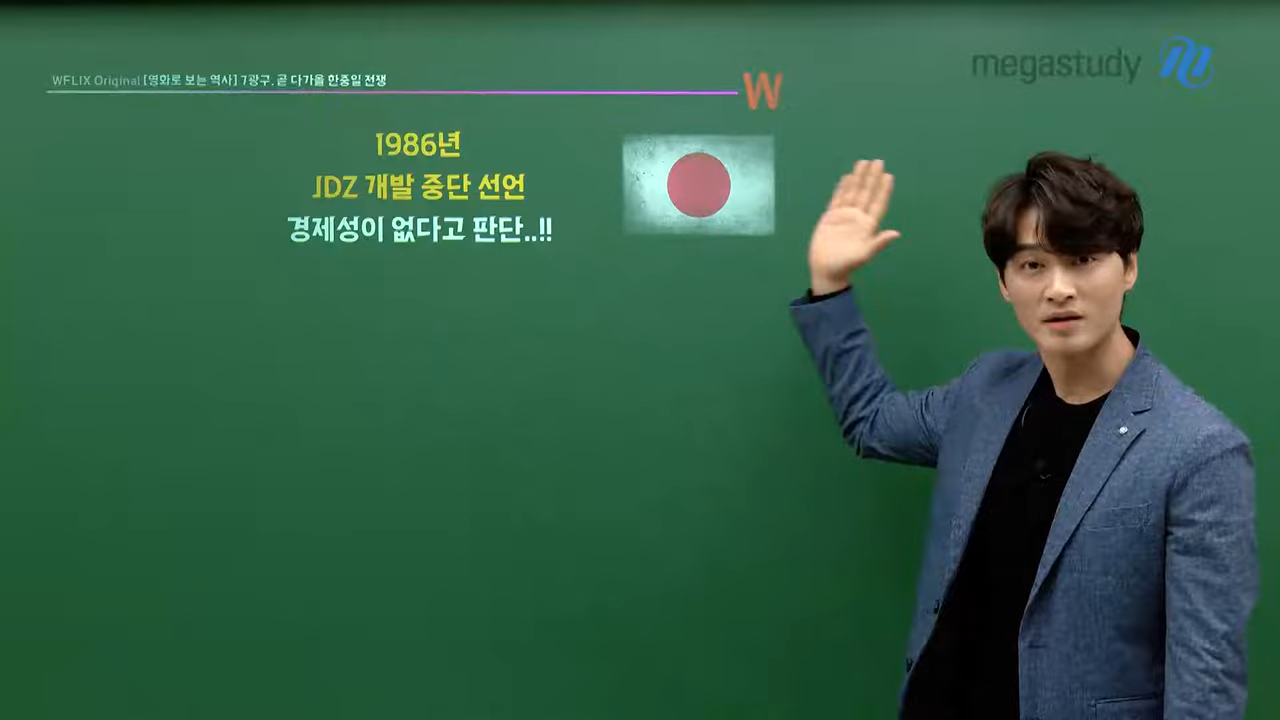 WFLIX Original [영화로 보는 역사] 7광구, 곧 다가올 한중일 전쟁
W
megastudy
1986년
JDZ 개발 중단 선언
경제성이 없다고 판단..!!